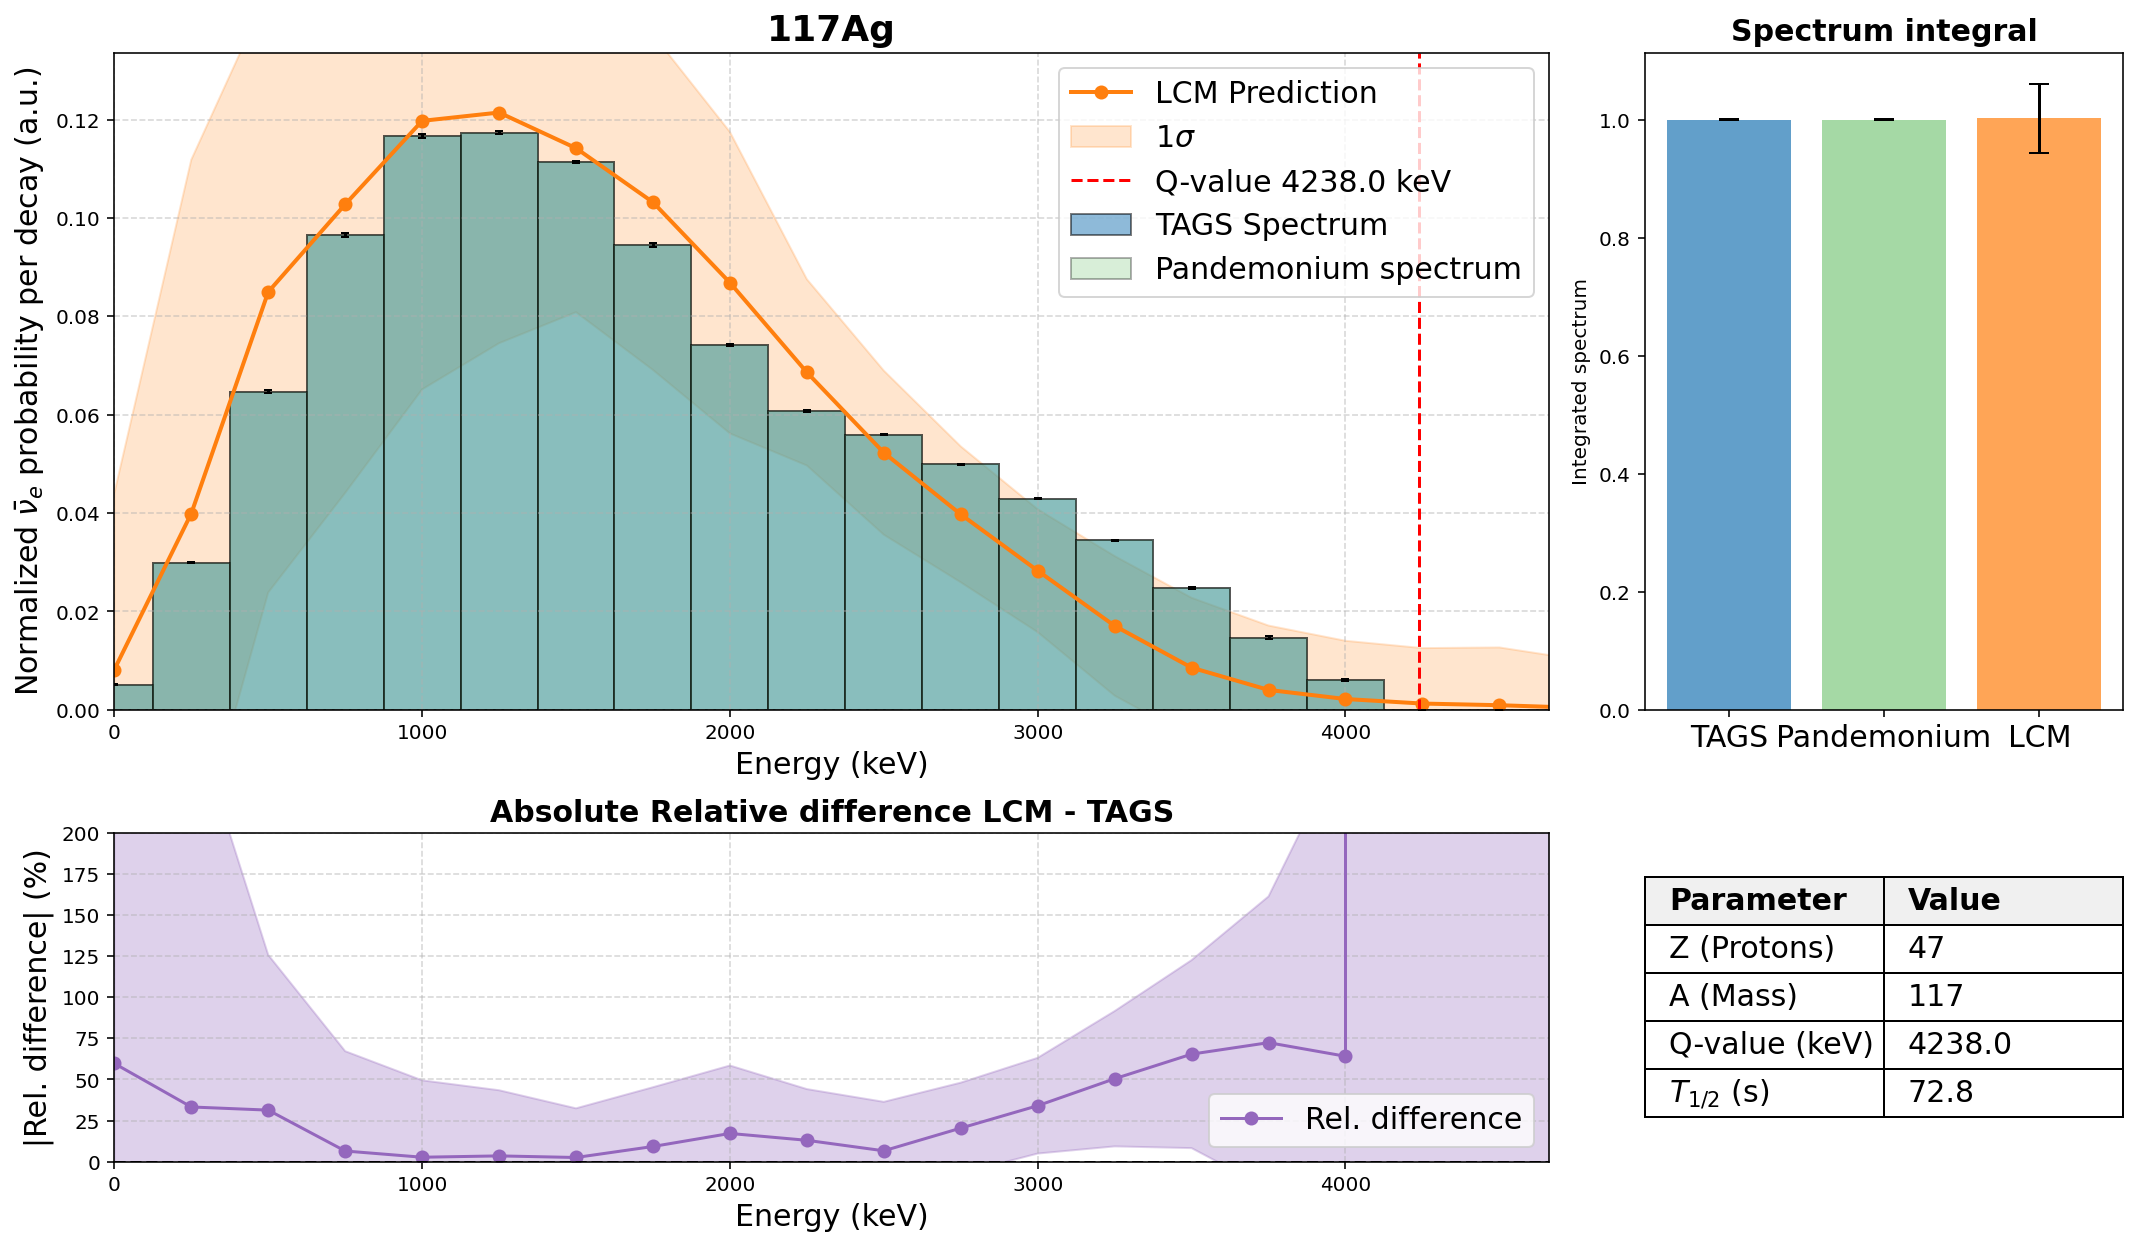 117Ag
Normalized ν̄e probability per decay (a.u.)
0.12
0.10
0.08
0.06
0.04
0.02
0.00
0 1000 2000 3000 4000
Energy (keV)
LCM Prediction
1σ
Q-value 4238.0 keV
TAGS Spectrum
Pandemonium spectrum
Spectrum integral
Integrated spectrum
1.0
0.8
0.6
0.4
0.2
0.0
TAGS Pandemonium LCM
Absolute Relative difference LCM - TAGS
|Rel. difference| (%)
200
175
150
125
100
75
50
25
0
0 1000 2000 3000 4000
Energy (keV)
Rel. difference
Parameter Value
Z (Protons) 47
A (Mass) 117
Q-value (keV) 4238.0
T1/2 (s) 72.8